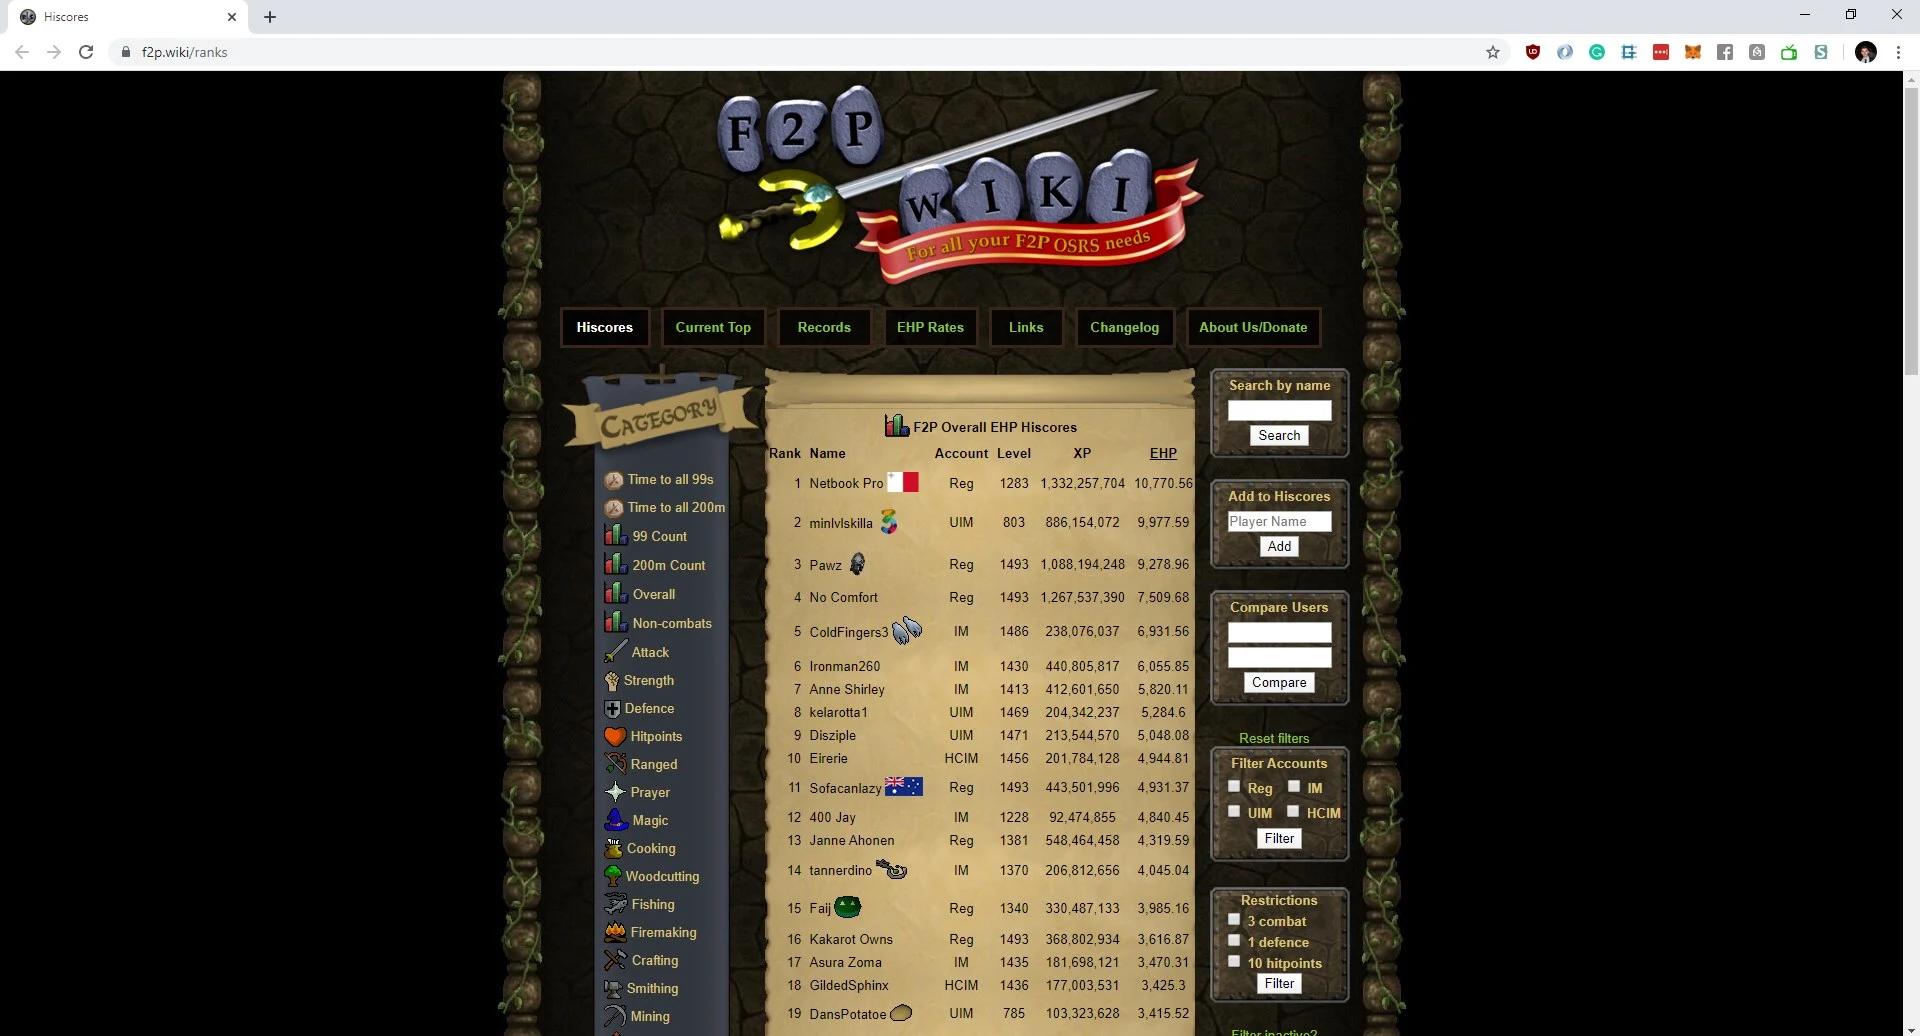 Hiscores
f2p.wiki/ranks
F2P
WIKI
For all your F2P OSRS needs
Hiscores Current Top Records EHP Rates Links Changelog About Us/Donate
CATEGORY
Time to all 99s
Time to all 200m
99 Count
200m Count
Overall
Non-combats
Attack
Strength
Defence
Hitpoints
Ranged
Prayer
Magic
Cooking
Woodcutting
Fishing
Firemaking
Crafting
Smithing
Mining
F2P Overall EHP Hiscores
Rank Name Account Level XP EHP
1 Netbook Pro Reg 1283 1,332,257,704 10,770.56
2 minlvlskilla UIM 803 886,154,072 9,977.59
3 Pawz Reg 1493 1,088,194,248 9,278.96
4 No Comfort Reg 1493 1,267,537,390 7,509.68
5 ColdFingers3 IM 1486 238,076,037 6,931.56
6 Ironman260 IM 1430 440,805,817 6,055.85
7 Anne Shirley IM 1413 412,601,650 5,820.11
8 kelarotta1 UIM 1469 204,342,237 5,284.6
9 Disziple UIM 1471 213,544,570 5,048.08
10 Eirerie HCIM 1456 201,784,128 4,944.81
11 Sofacanlazy Reg 1493 443,501,996 4,931.37
12 400 Jay IM 1228 92,474,855 4,840.45
13 Janne Ahonen Reg 1381 548,464,458 4,319.59
14 tannerdino IM 1370 206,812,656 4,045.04
15 Faij Reg 1340 330,487,133 3,985.16
16 Kakarot Owns Reg 1493 368,802,934 3,616.87
17 Asura Zoma IM 1435 181,698,121 3,470.31
18 GildedSphinx HCIM 1436 177,003,531 3,425.3
19 DansPotatoe UIM 785 103,323,628 3,415.52
Search by name
Search
Add to Hiscores
Player Name
Add
Compare Users
Compare
Reset filters
Filter Accounts
Reg IM
UIM HCIM
Filter
Restrictions
3 combat
1 defence
10 hitpoints
Filter
Filter inactive?